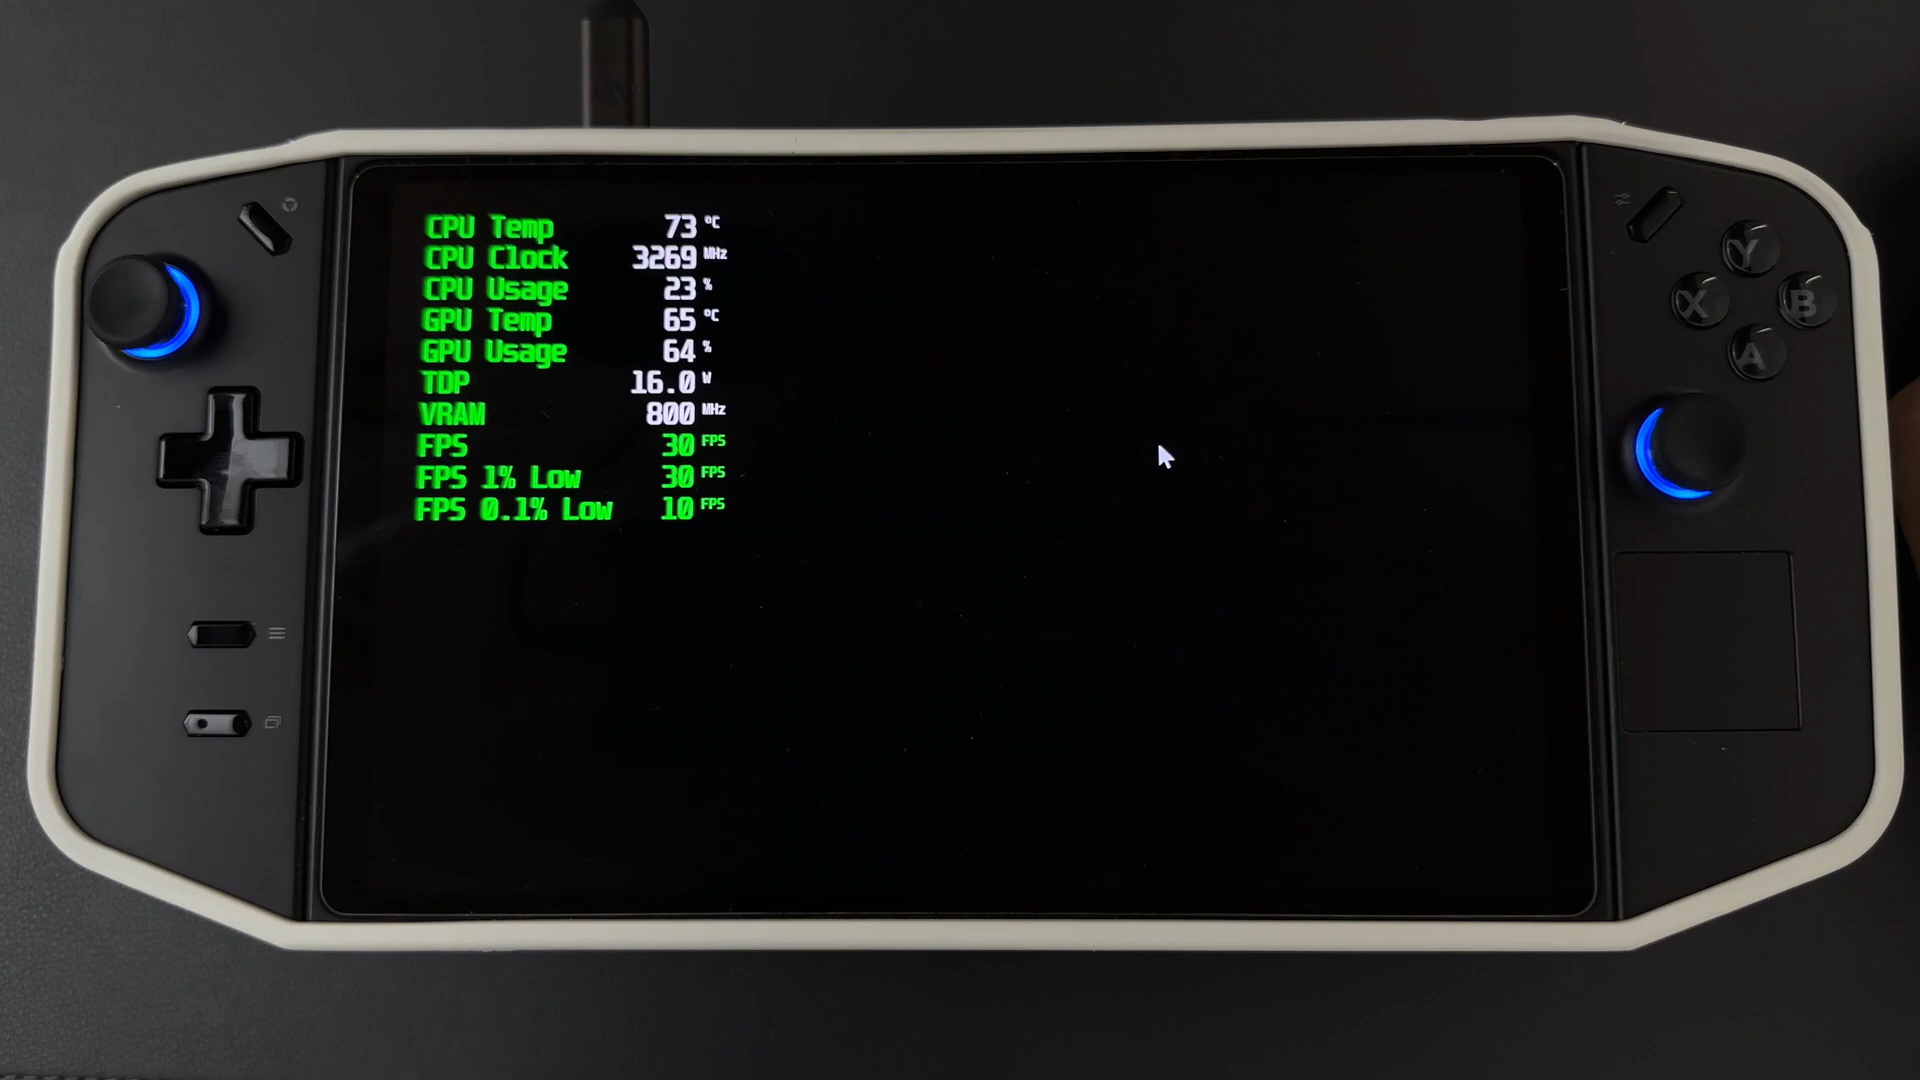 CPU Temp 73 °C
CPU Clock 3269 MHz
CPU Usage 23 %
GPU Temp 65 °C
GPU Usage 64 %
TDP 16.0 W
VRAM 800 MHz
FPS 30 FPS
FPS 1% Low 30 FPS
FPS 0.1% Low 10 FPS
Y
X B
A